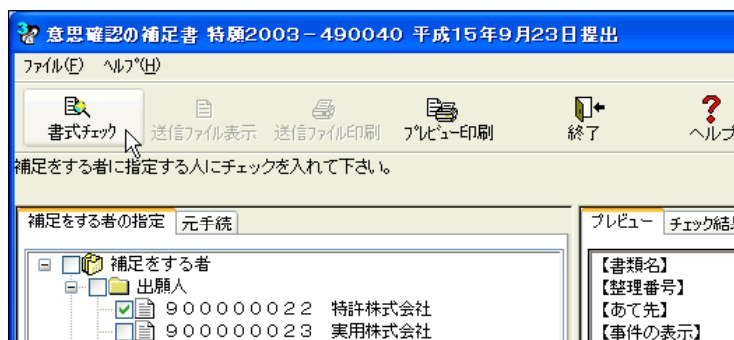 意思確認の補足書 特願2003－490040 平成15年9月23日提出
ファイル(F) ヘルプ(H)
書式チェック 送信ファイル表示 送信ファイル印刷 プレビュー印刷 終了 ヘルプ
補足をする者に指定する人にチェックを入れて下さい。
補足をする者の指定 元手続
プレビュー チェック結果
補足をする者
出願人
900000022 特許株式会社
900000023 実用株式会社
【書類名】
【整理番号】
【あて先】
【事件の表示】